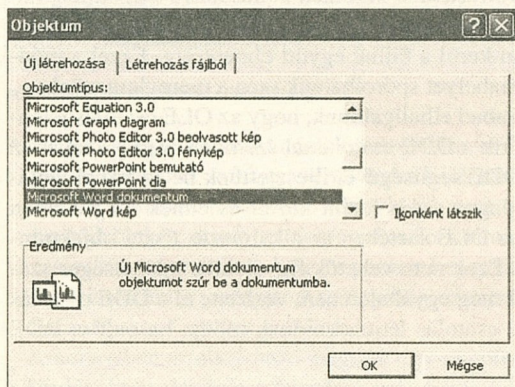 Objektum
Új létrehozása
Létrehozás fájlból
Objektumtípus:
Microsoft Equation 3.0
Microsoft Graph diagram
Microsoft Photo Editor 3.0 beolvasott kép
Microsoft Photo Editor 3.0 fénykép
Microsoft PowerPoint bemutató
Microsoft PowerPoint dia
Microsoft Word dokumentum
Microsoft Word kép
Ikonként látszik
Eredmény
Új Microsoft Word dokumentum
objektumot szúr be a dokumentumba.
OK
Mégse